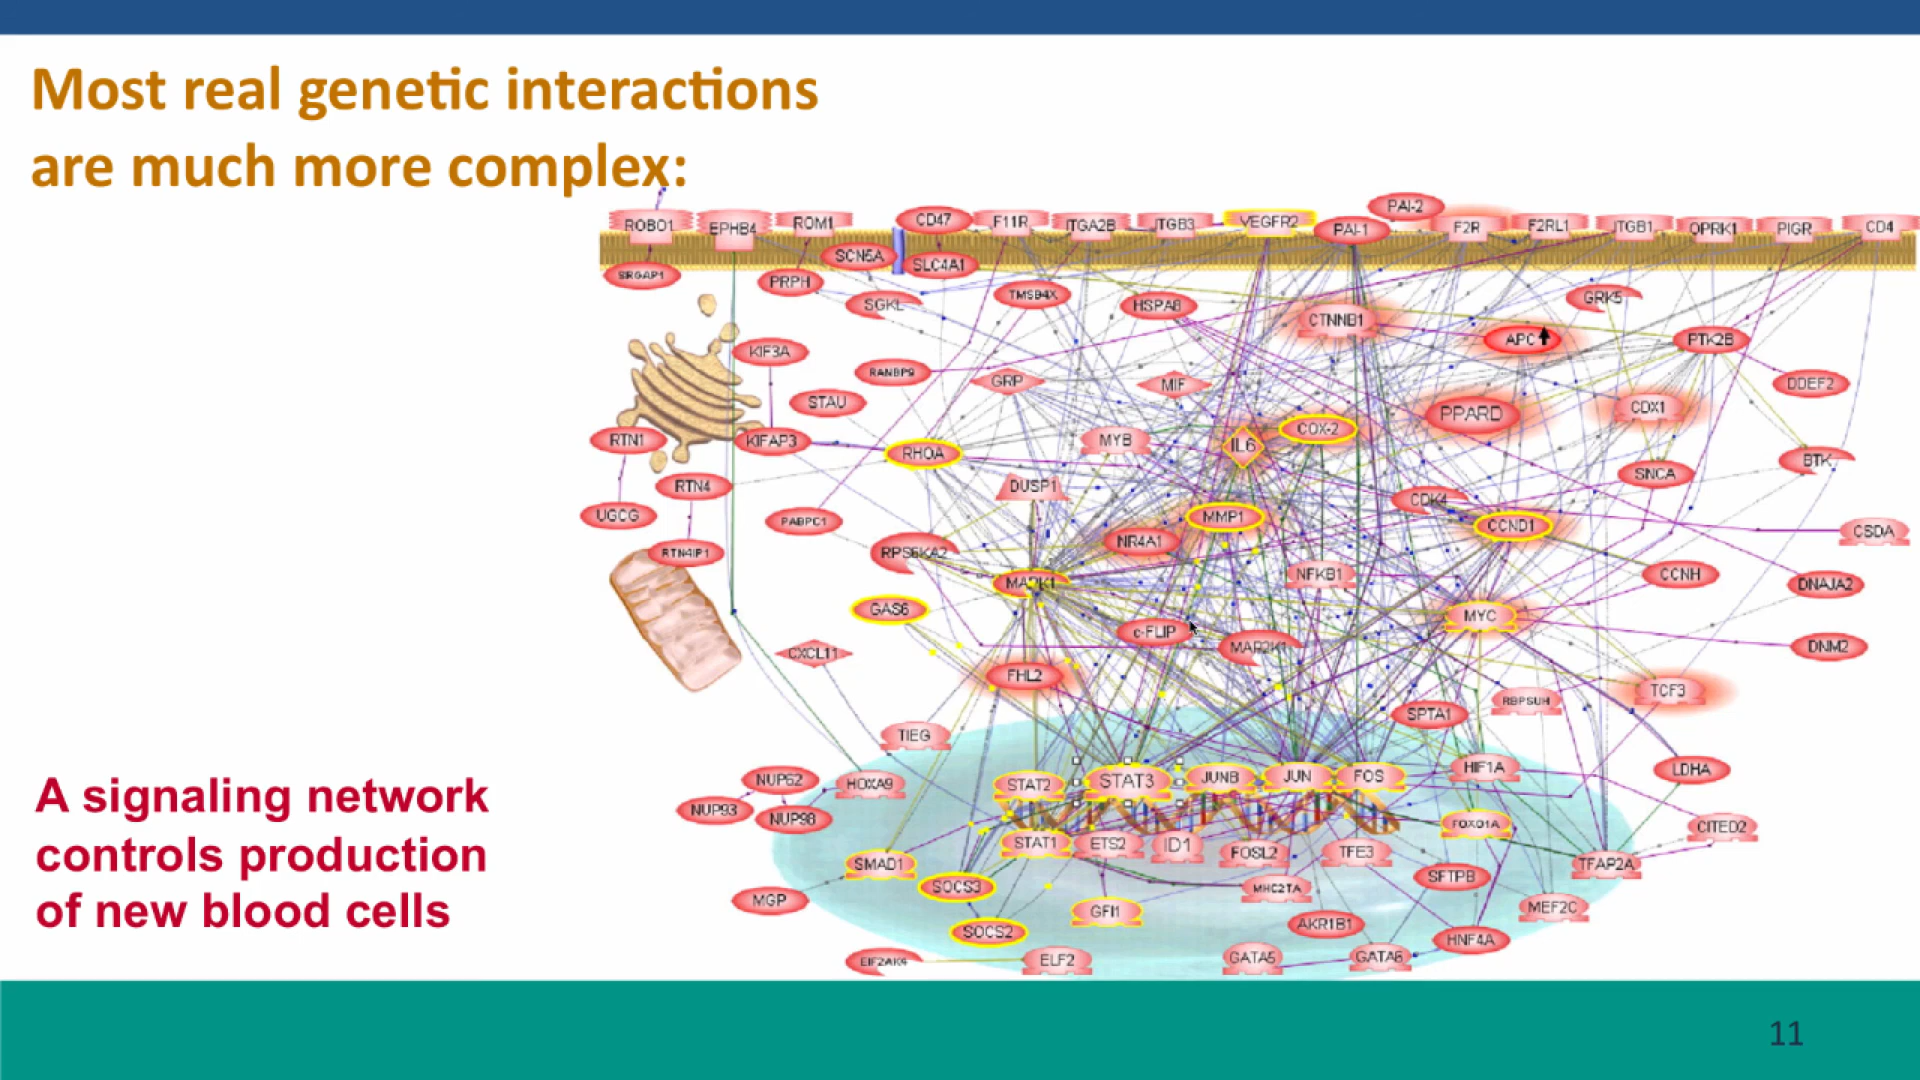 Most real genetic interactions
are much more complex:
PAI-2
ROBO1 EPHB4 ROM1 CD47 F11R ITGA2B ITGB3 VEGFR2 PAI-1 F2R F2RL1 ITGB1 OPRK1 PIGR CD4
SCN5A SLC4A1
SRGAP1 PRPH
SGKL TMSB4X HSPA8 GRK5
CTNNB1 APC PTK2B
KIF3A
RANBP9 GRP MIF DDEF2
STAU PPARD CDX1
RTN1 KIFAP3 RHOA MYB IL6 COX-2
BTK
RTN4 DUSP1 SNCA
CDK4
UGCG PABPC1 MMP1 CCND1 CSDA
RTN4IP1 RPS6KA2 NR4A1
MAPK1 NFKB1 CCNH DNAJA2
GAS6 MYC
c-FLIP MAP2K1 DNM2
CXCL11
FHL2 TCF3
SPTA1 RBPSUH
TIEG
NUP62 HOXA9 STAT2 STAT3 JUNB JUN FOS HIF1A LDHA
NUP93 NUP98
FOXO1A CITED2
STAT1 ETS2 ID1 FOSL2 TFE3
SMAD1 TFAP2A
SOCS3 MHC2TA SFTPB
MGP GFI1 MEF2C
SOCS2 AKR1B1 HNF4A
EIF2AK4 ELF2 GATA5 GATA6
A signaling network
controls production
of new blood cells
11